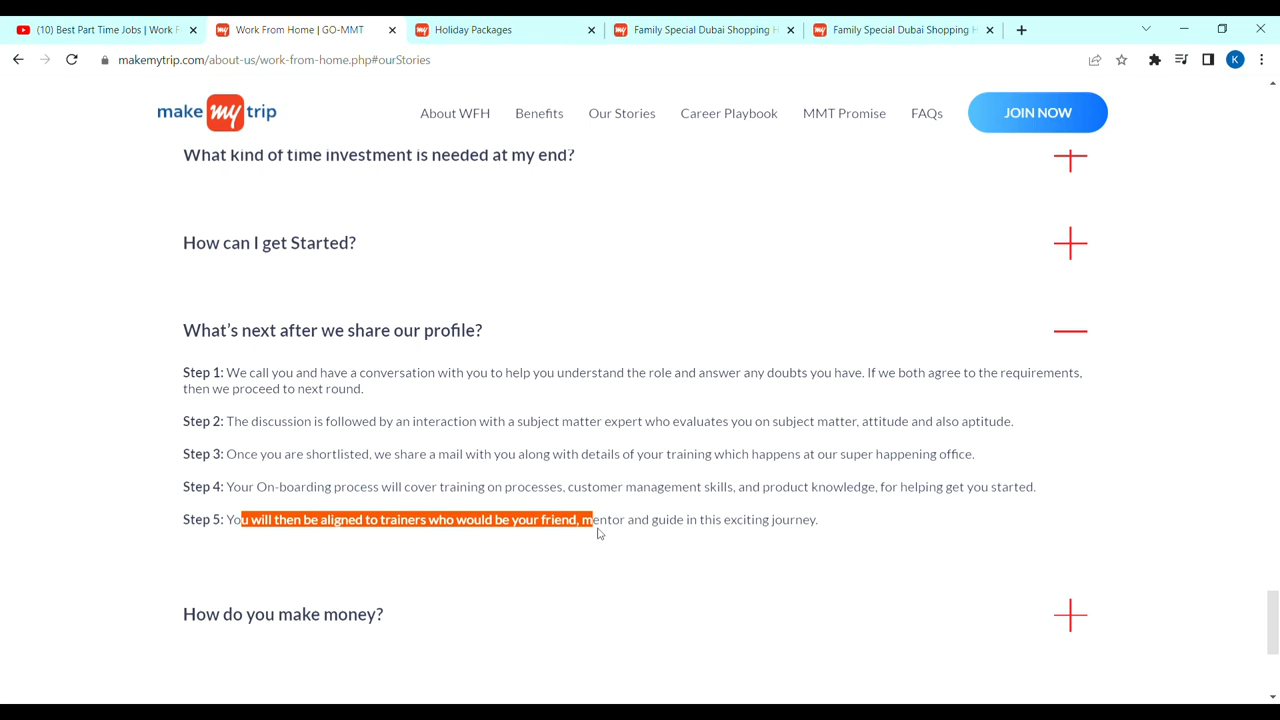 (10) Best Part Time Jobs | Work F
Work From Home | GO-MMT
Holiday Packages
Family Special Dubai Shopping H
Family Special Dubai Shopping H
makemytrip.com/about-us/work-from-home.php#ourStories
K
make my trip
About WFH
Benefits
Our Stories
Career Playbook
MMT Promise
FAQs
JOIN NOW
What kind of time investment is needed at my end?
How can I get Started?
What's next after we share our profile?
Step 1: We call you and have a conversation with you to help you understand the role and answer any doubts you have. If we both agree to the requirements,
then we proceed to next round.
Step 2: The discussion is followed by an interaction with a subject matter expert who evaluates you on subject matter, attitude and also aptitude.
Step 3: Once you are shortlisted, we share a mail with you along with details of your training which happens at our super happening office.
Step 4: Your On-boarding process will cover training on processes, customer management skills, and product knowledge, for helping get you started.
Step 5: You will then be aligned to trainers who would be your friend, mentor and guide in this exciting journey.
How do you make money?